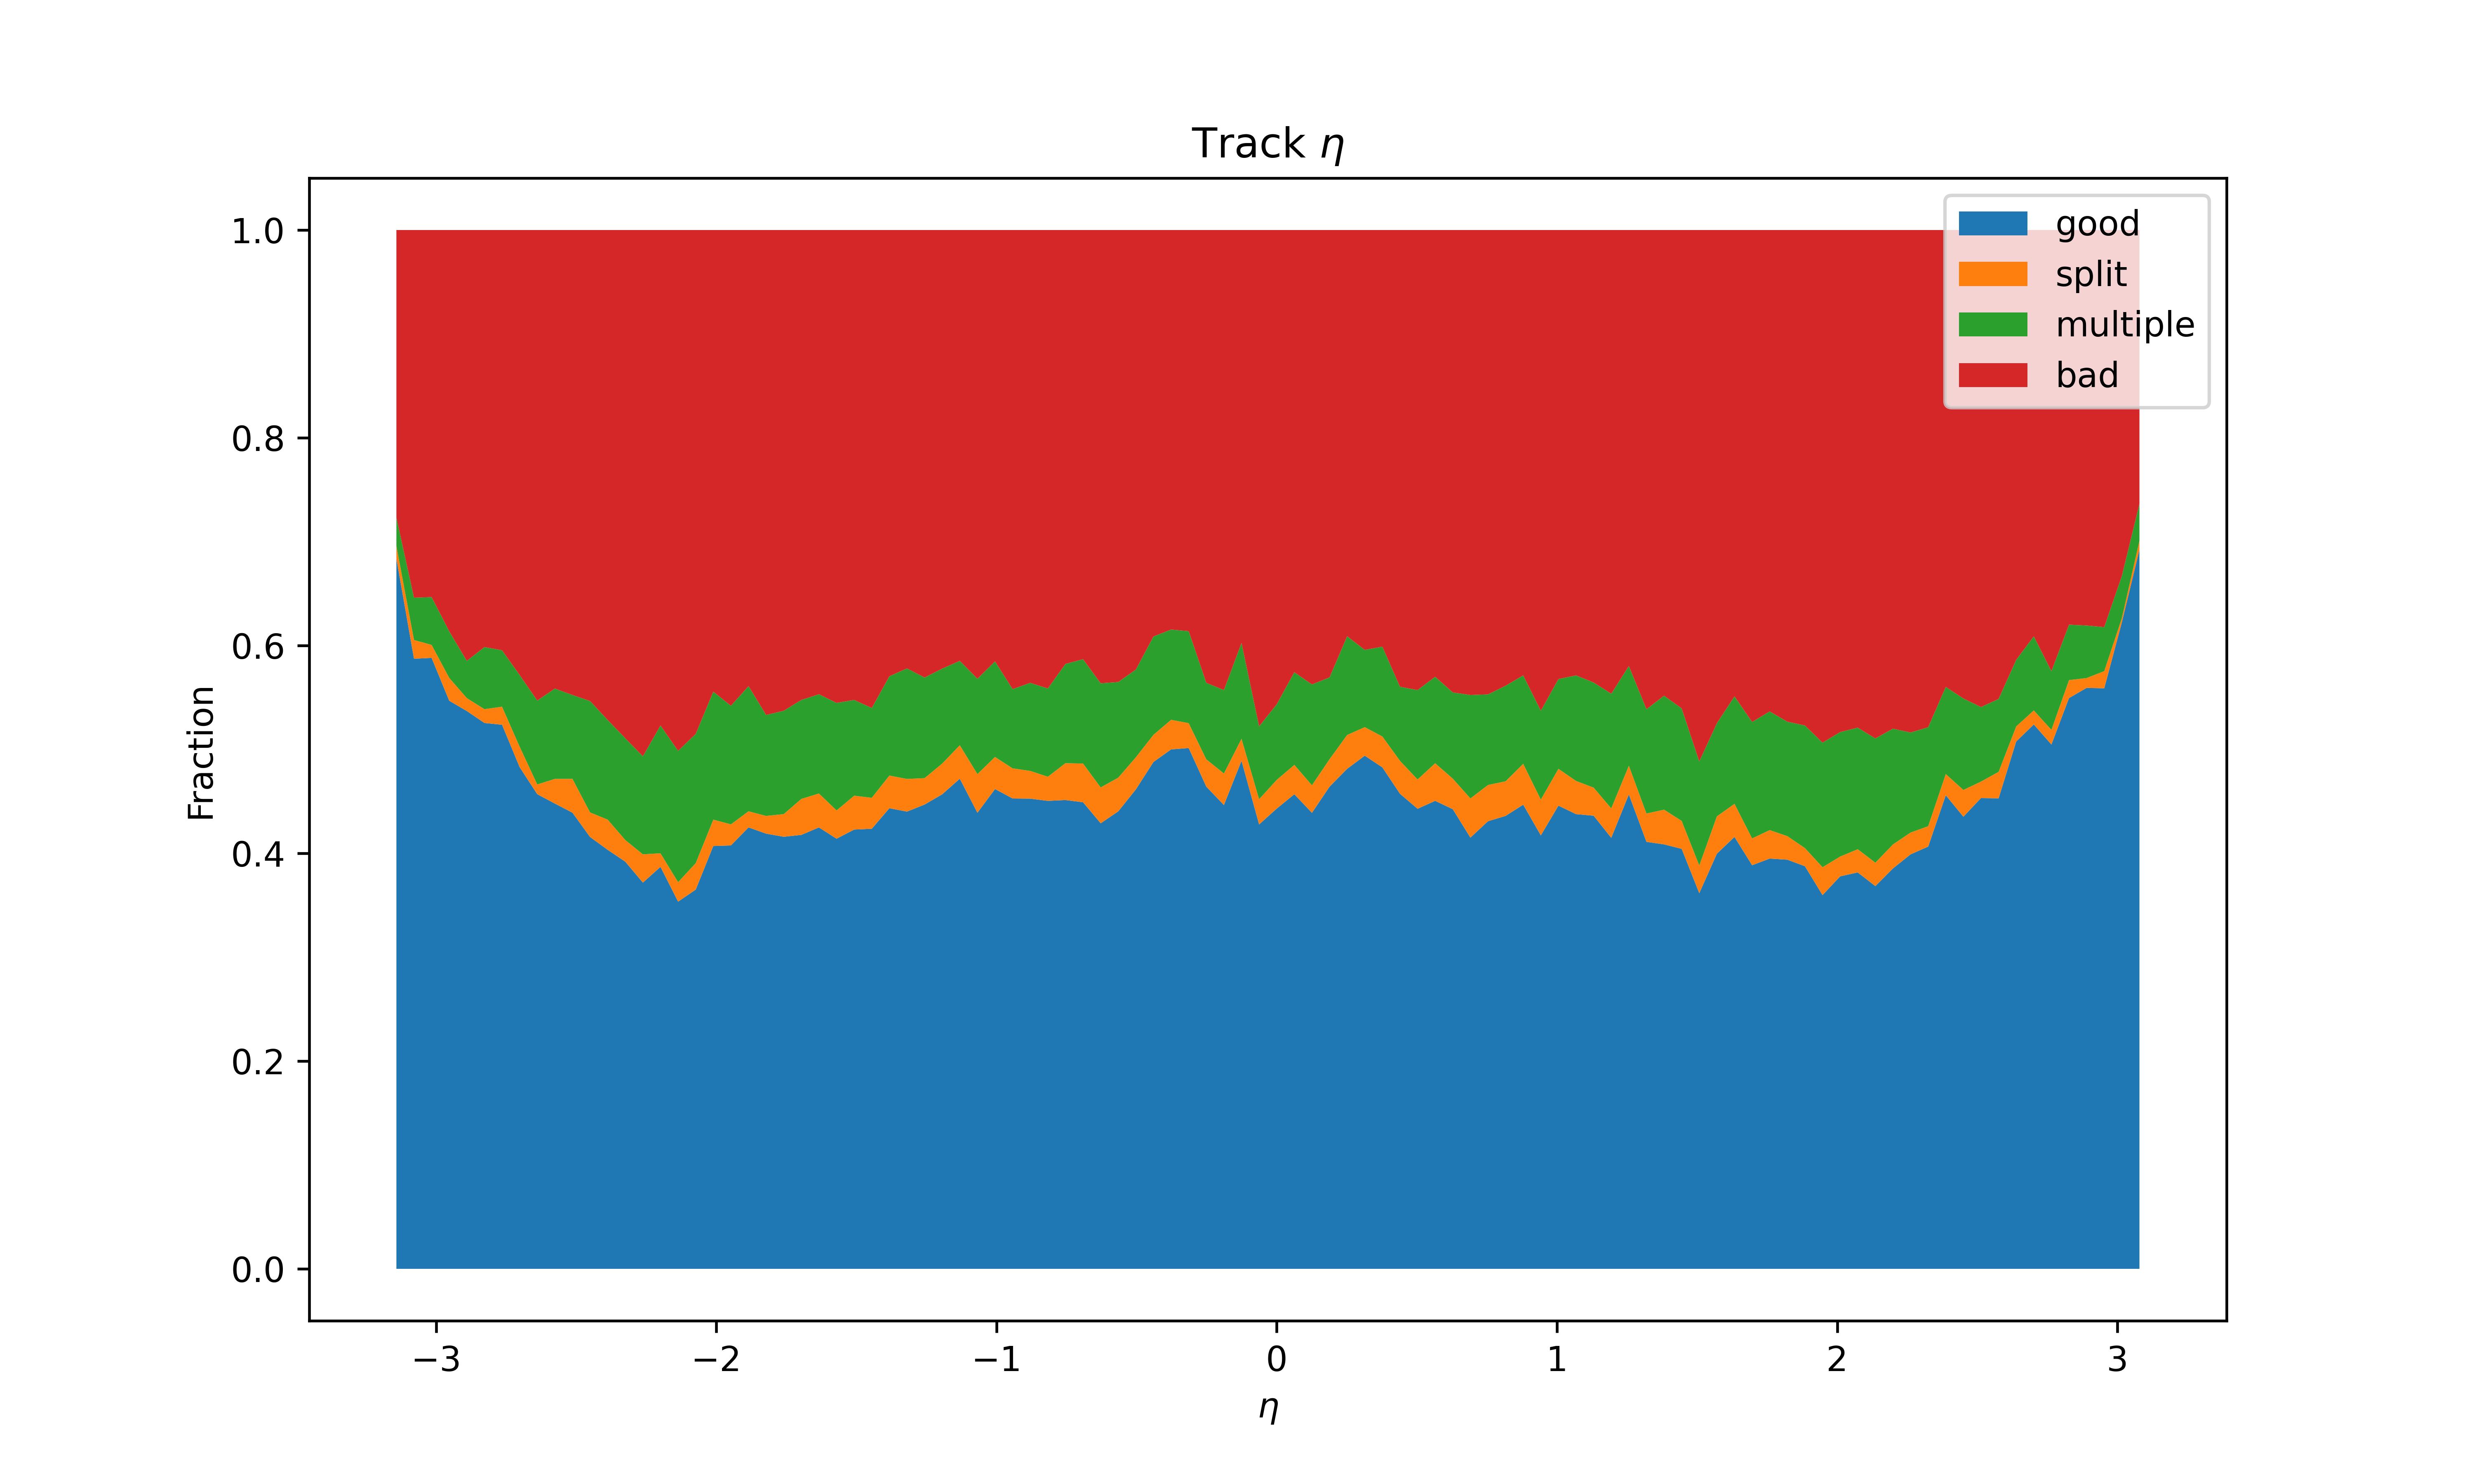 Track η
good
split
multiple
bad
1.0
0.8
0.6
0.4
0.2
0.0
Fraction
−3 −2 −1 0 1 2 3
η